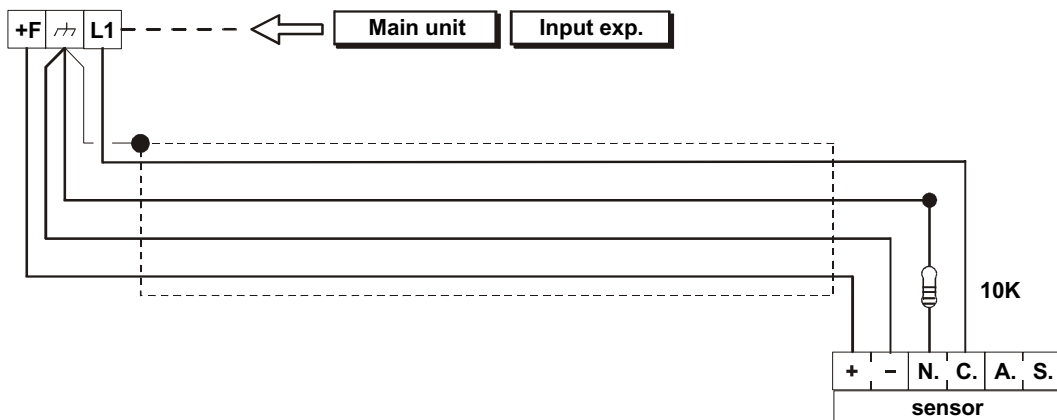 +F L1 Main unit Input exp.
10K
+ – N. C. A. S.
sensor